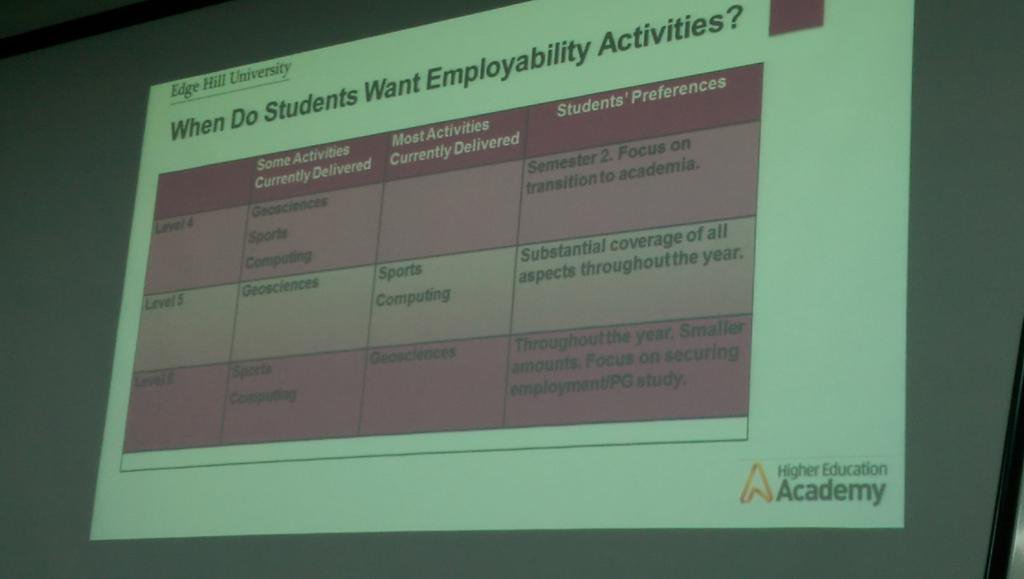 Edge Hill University
When Do Students Want Employability Activities?
Some Activities
Currently Delivered
Most Activities
Currently Delivered
Students' Preferences
Level 4
Geosciences
Sports
Computing
Semester 2. Focus on
transition to academia.
Level 5
Geosciences
Sports
Computing
Substantial coverage of all
aspects throughout the year.
Level 6
Sports
Computing
Geosciences
Throughout the year. Smaller
amounts. Focus on securing
employment/PG study.
Higher Education
Academy